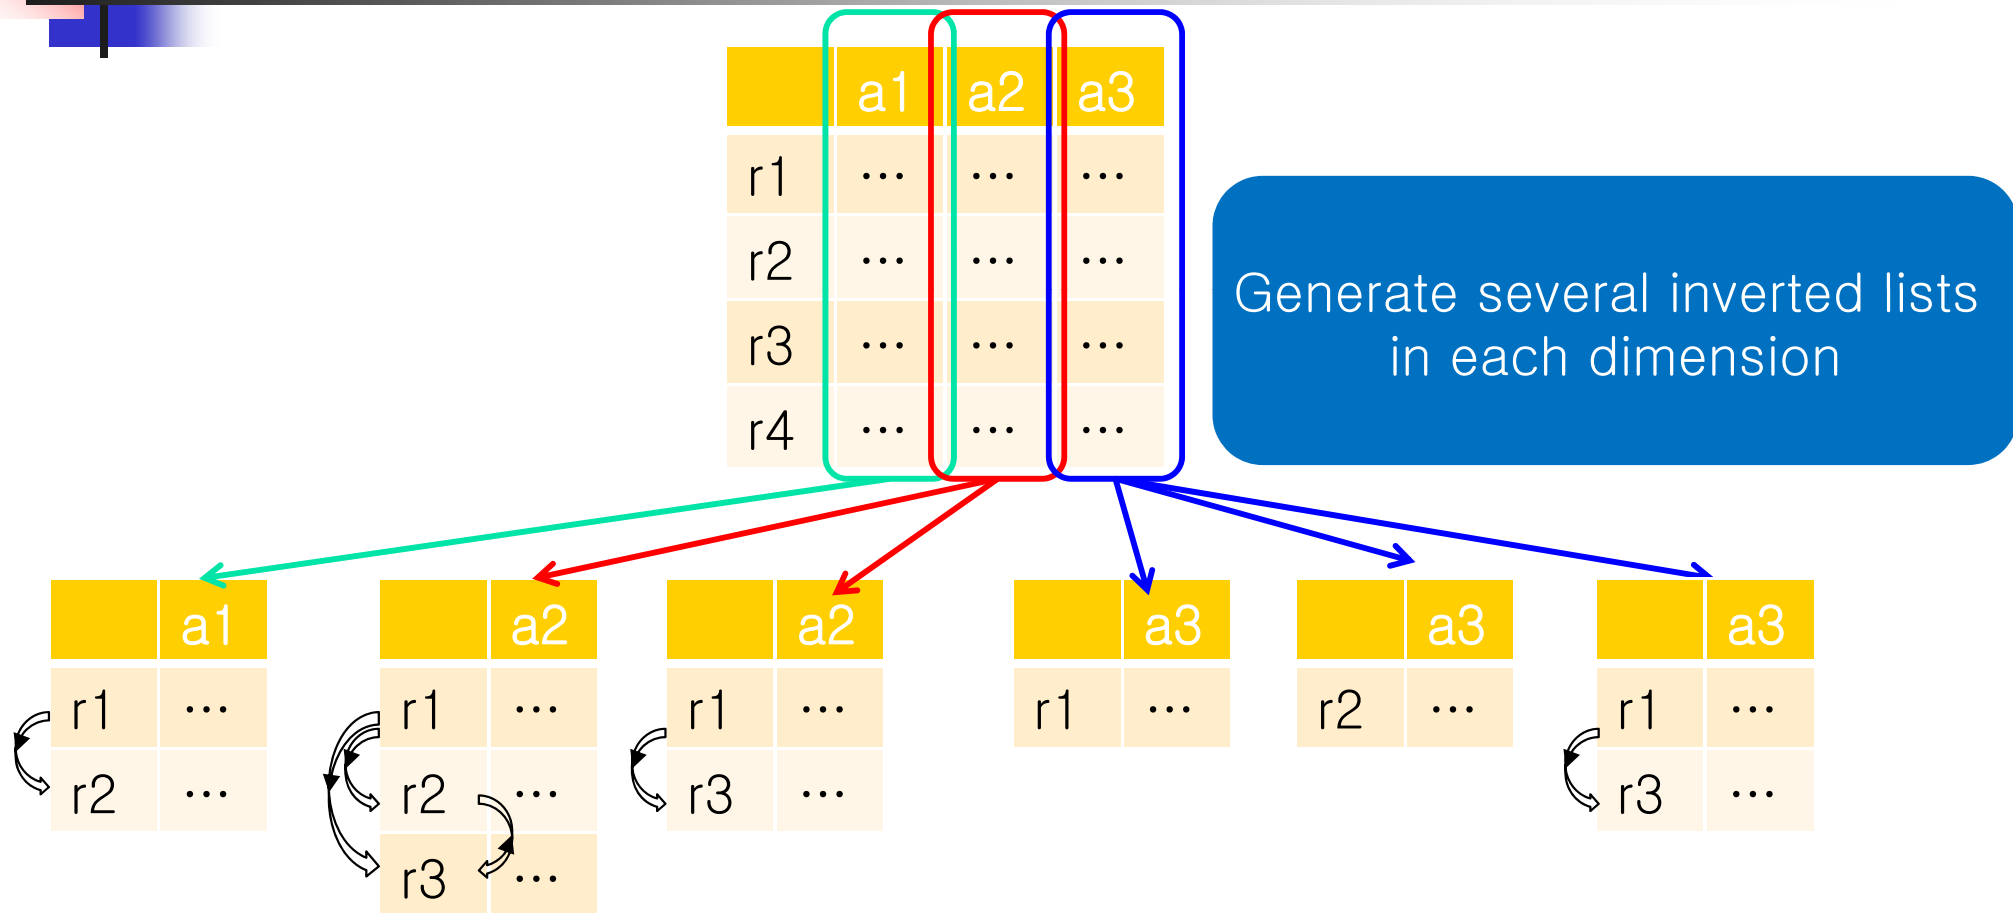 a1 a2 a3
r1 ... ... ...
r2 ... ... ...
r3 ... ... ...
r4 ... ... ...
Generate several inverted lists
in each dimension
a1
r1 ...
r2 ...
a2
r1 ...
r2 ...
r3 ...
a2
r1 ...
r3 ...
a3
r1 ...
a3
r2 ...
a3
r1 ...
r3 ...